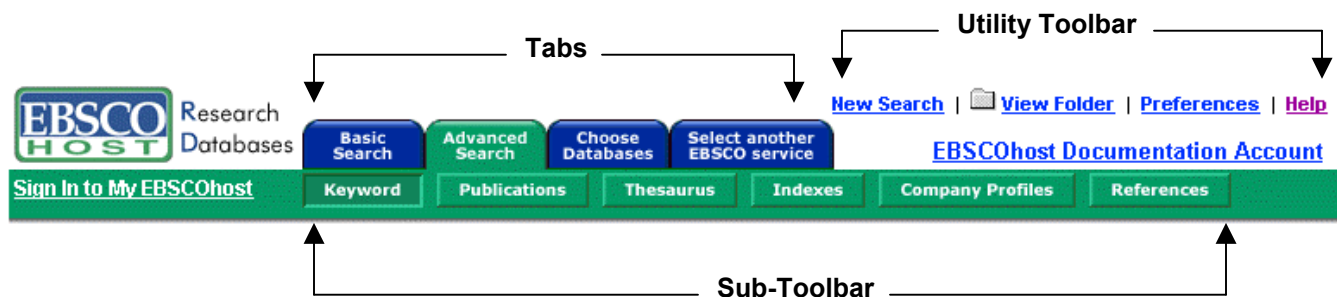 Utility Toolbar
Tabs
New Search | View Folder | Preferences | Help
EBSCO Research
HOST Databases
Basic Search
Advanced Search
Choose Databases
Select another EBSCO service
EBSCOhost Documentation Account
Sign In to My EBSCOhost
Keyword Publications Thesaurus Indexes Company Profiles References
Sub-Toolbar